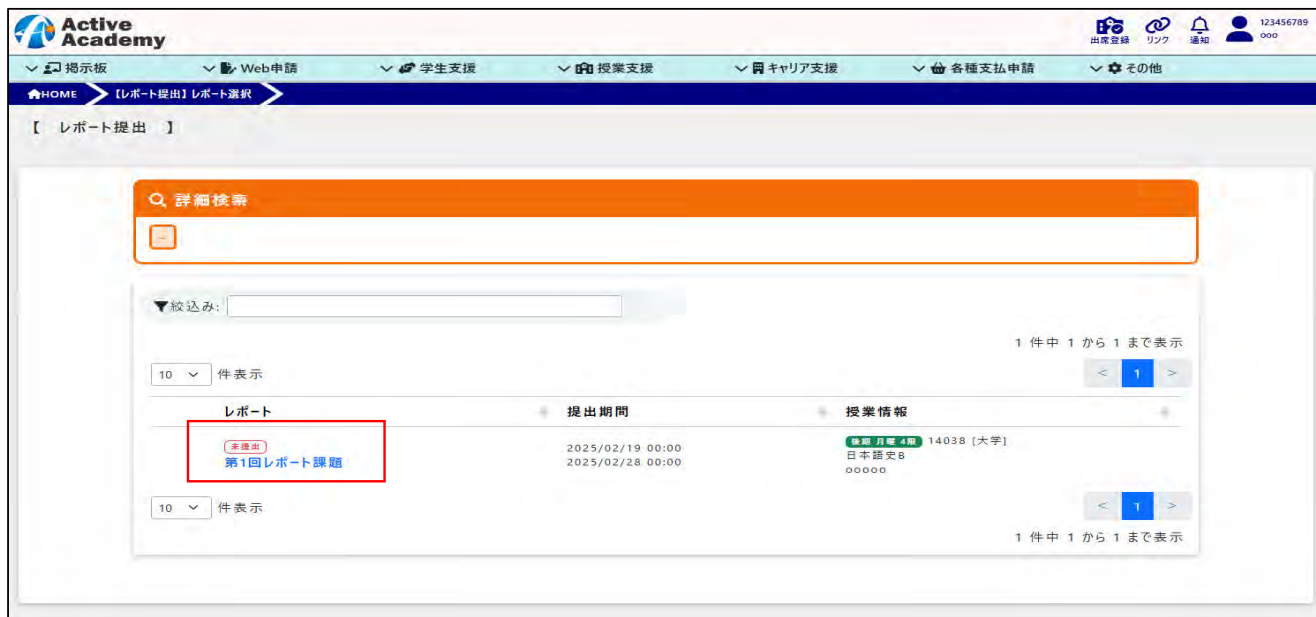 Active
Academy
出席登録 リンク 通知 123456789
ooo
掲示板 Web申請 学生支援 授業支援 キャリア支援 各種支払申請 その他
HOME 【レポート提出】レポート選択
【 レポート提出 】
詳細検索
絞込み:
1 件中 1 から 1 まで表示
10 件表示 < 1 >
レポート 提出期間 授業情報
未提出 2025/02/19 00:00 後期 月曜 4限 14038 [大学]
第1回レポート課題 2025/02/28 00:00 日本語史B
ooooo
10 件表示 < 1 >
1 件中 1 から 1 まで表示